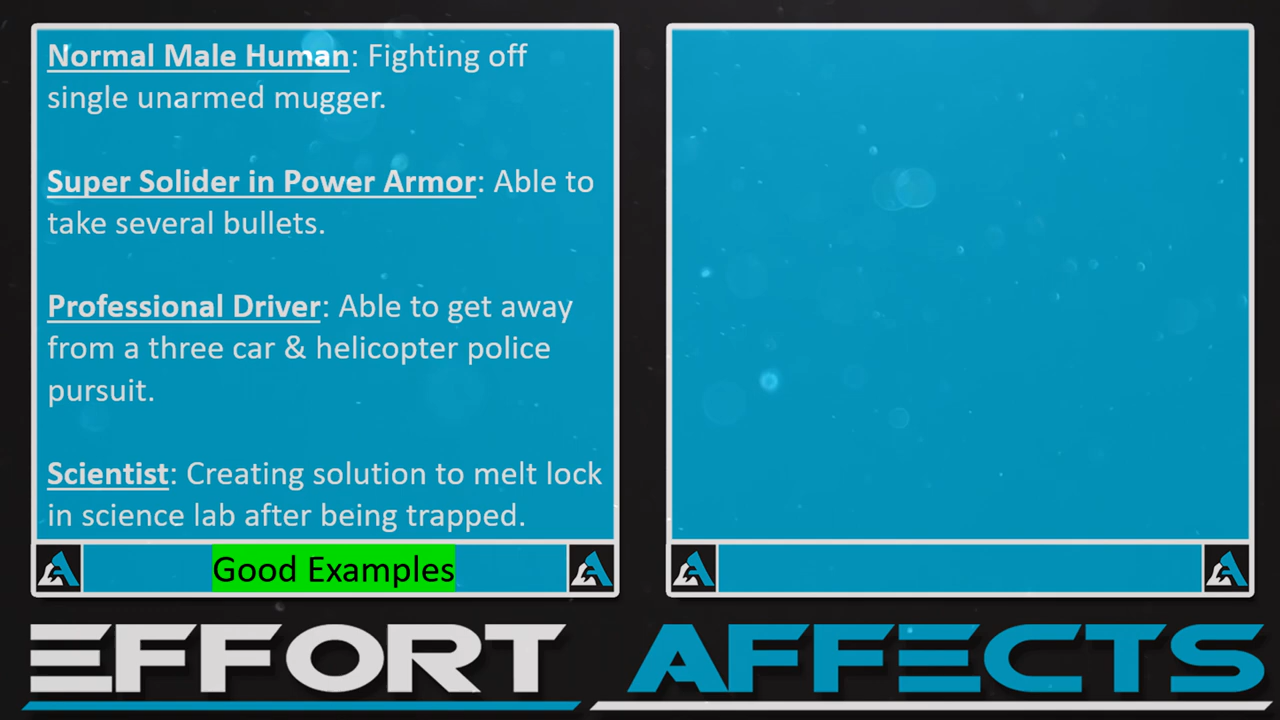 Normal Male Human: Fighting off
single unarmed mugger.
Super Solider in Power Armor: Able to
take several bullets.
Professional Driver: Able to get away
from a three car & helicopter police
pursuit.
Scientist: Creating solution to melt lock
in science lab after being trapped.
Good Examples
EFFORT AFFECTS